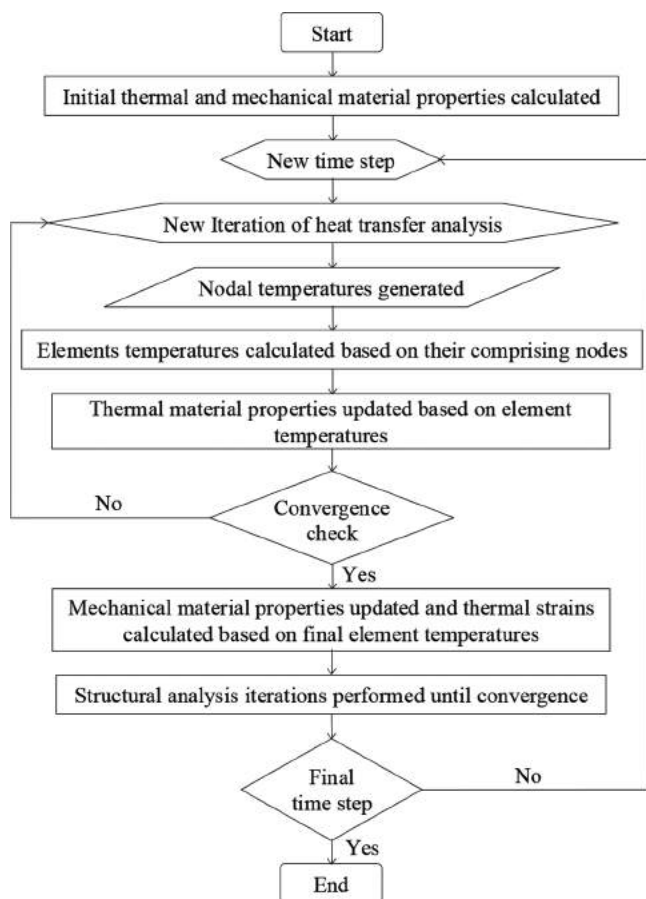 Start
Initial thermal and mechanical material properties calculated
New time step
New Iteration of heat transfer analysis
Nodal temperatures generated
Elements temperatures calculated based on their comprising nodes
Thermal material properties updated based on element
temperatures
No
Convergence
check
Yes
Mechanical material properties updated and thermal strains
calculated based on final element temperatures
Structural analysis iterations performed until convergence
Final
time step
No
Yes
End